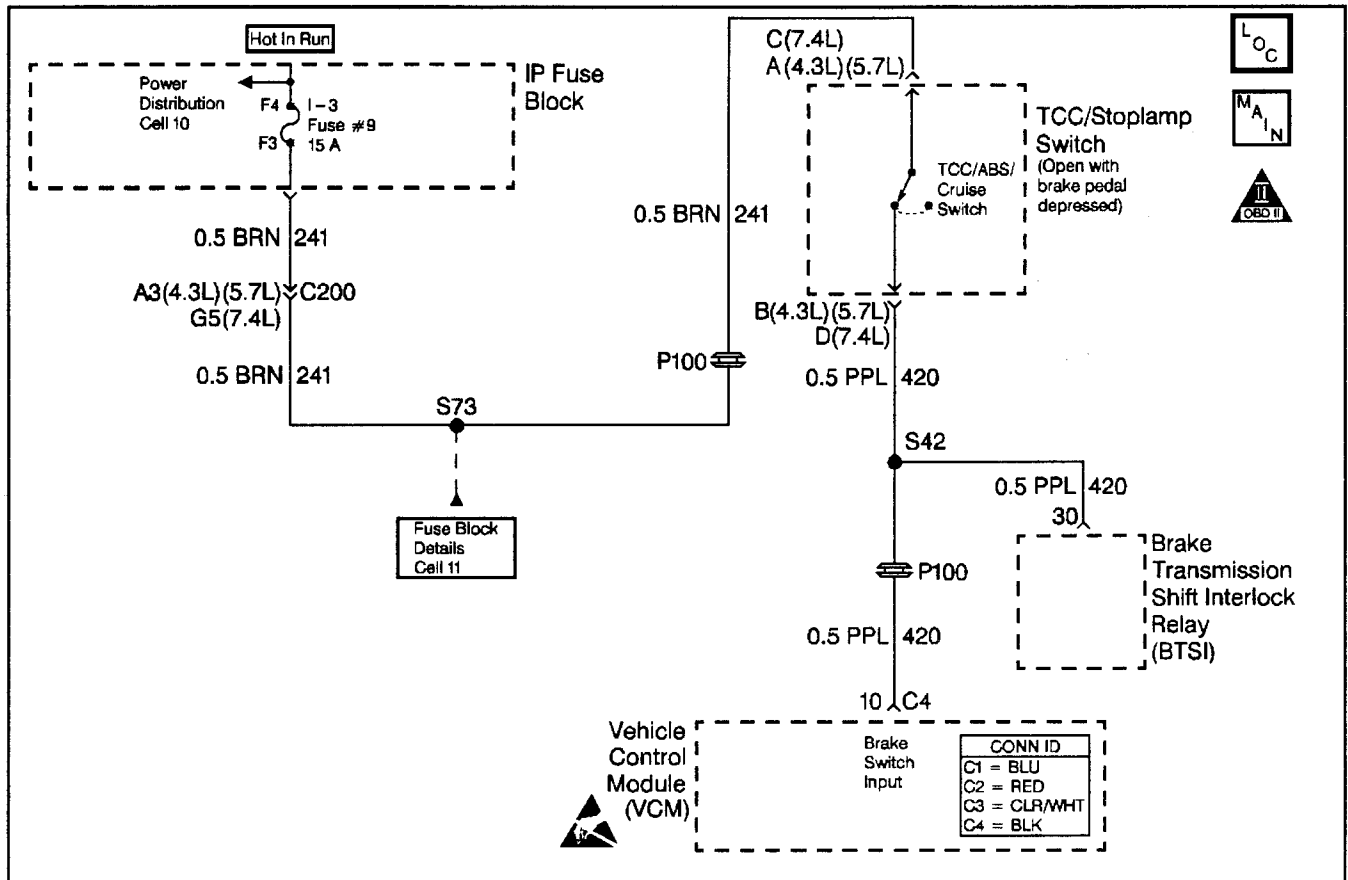 Hot In Run
IP Fuse
Block
Power
Distribution
Cell 10
F4
I-3
Fuse #9
F3
15 A
0.5 BRN 241
A3(4.3L)(5.7L) C200
G5(7.4L)
0.5 BRN 241
S73
Fuse Block
Details
Cell 11
0.5 BRN 241
P100
C(7.4L)
A(4.3L)(5.7L)
TCC/Stoplamp
Switch
(Open with
brake pedal
depressed)
TCC/ABS/
Cruise
Switch
B(4.3L)(5.7L)
D(7.4L)
0.5 PPL 420
S42
0.5 PPL 420
30
Brake
Transmission
Shift Interlock
Relay
(BTSI)
P100
0.5 PPL 420
10 C4
Vehicle
Control
Module
(VCM)
Brake
Switch
Input
CONN ID
C1 = BLU
C2 = RED
C3 = CLR/WHT
C4 = BLK
LOC
MAIN
II
OBD II